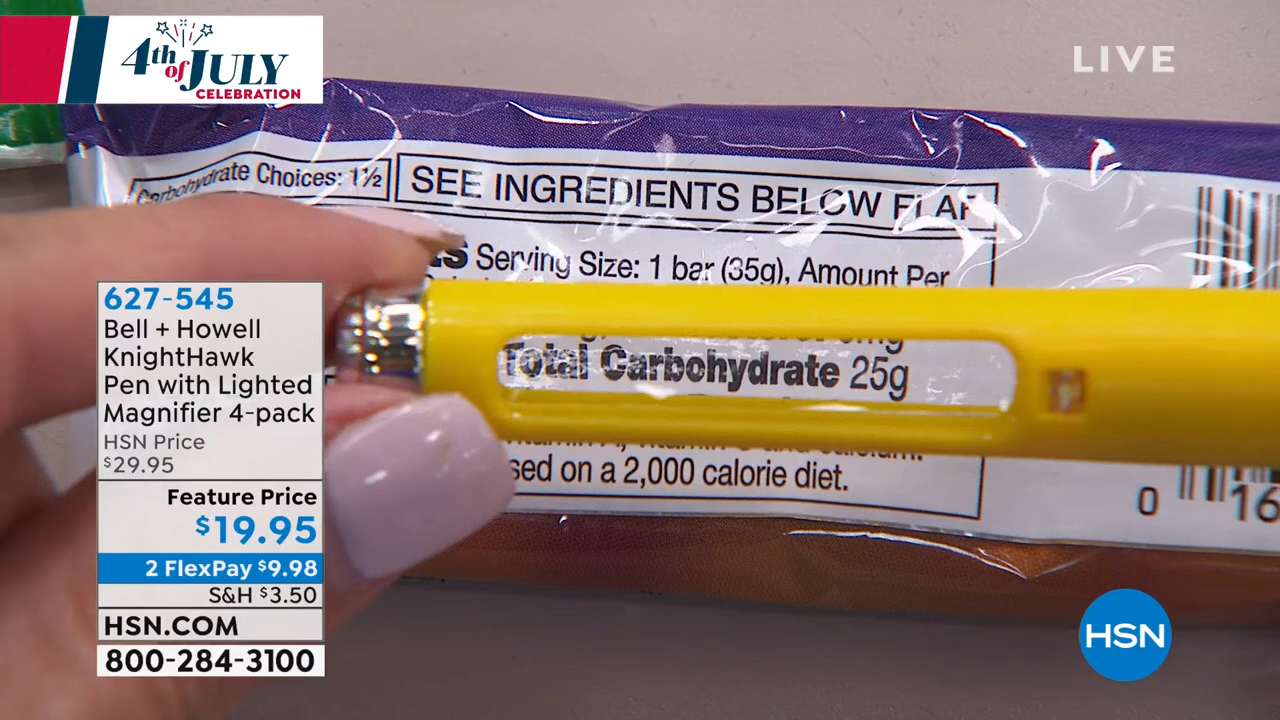 4th of JULY
CELEBRATION
LIVE
Carbohydrate Choices: 1½
SEE INGREDIENTS BELOW FLAP
Serving Size: 1 bar (35g), Amount Per
Total Carbohydrate 25g
sed on a 2,000 calorie diet.
0 16
627-545
Bell + Howell
KnightHawk
Pen with Lighted
Magnifier 4-pack
HSN Price
$29.95
Feature Price
$19.95
2 FlexPay $9.98
S&H $3.50
HSN.COM
800-284-3100
HSN